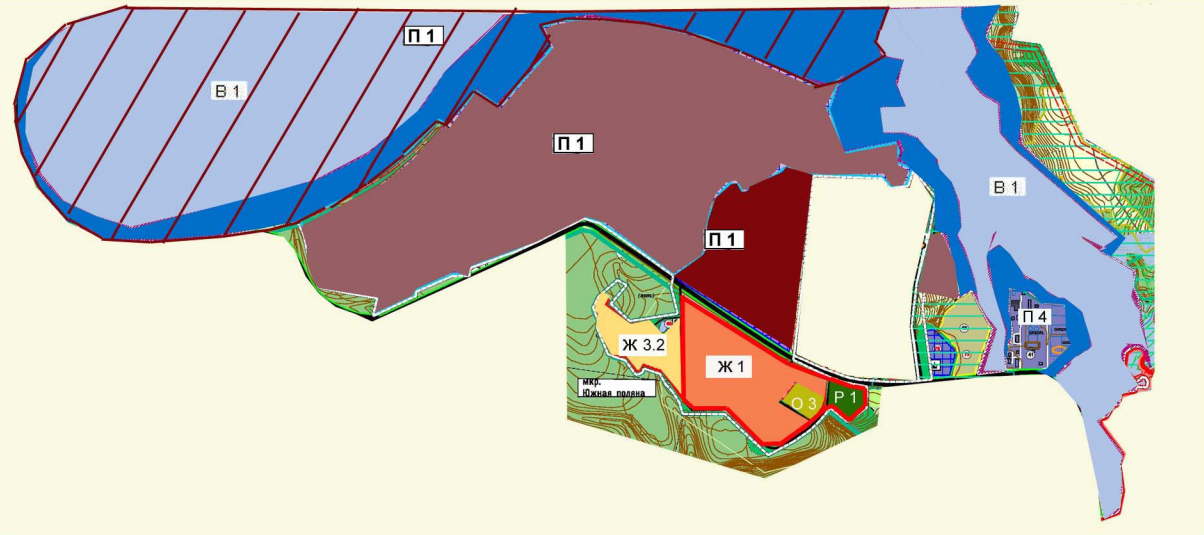 П 1
В 1
П 1
В 1
П 1
П 4
Ж 3.2
Ж 1
мкр.
Южная поляна
О 3
Р 1